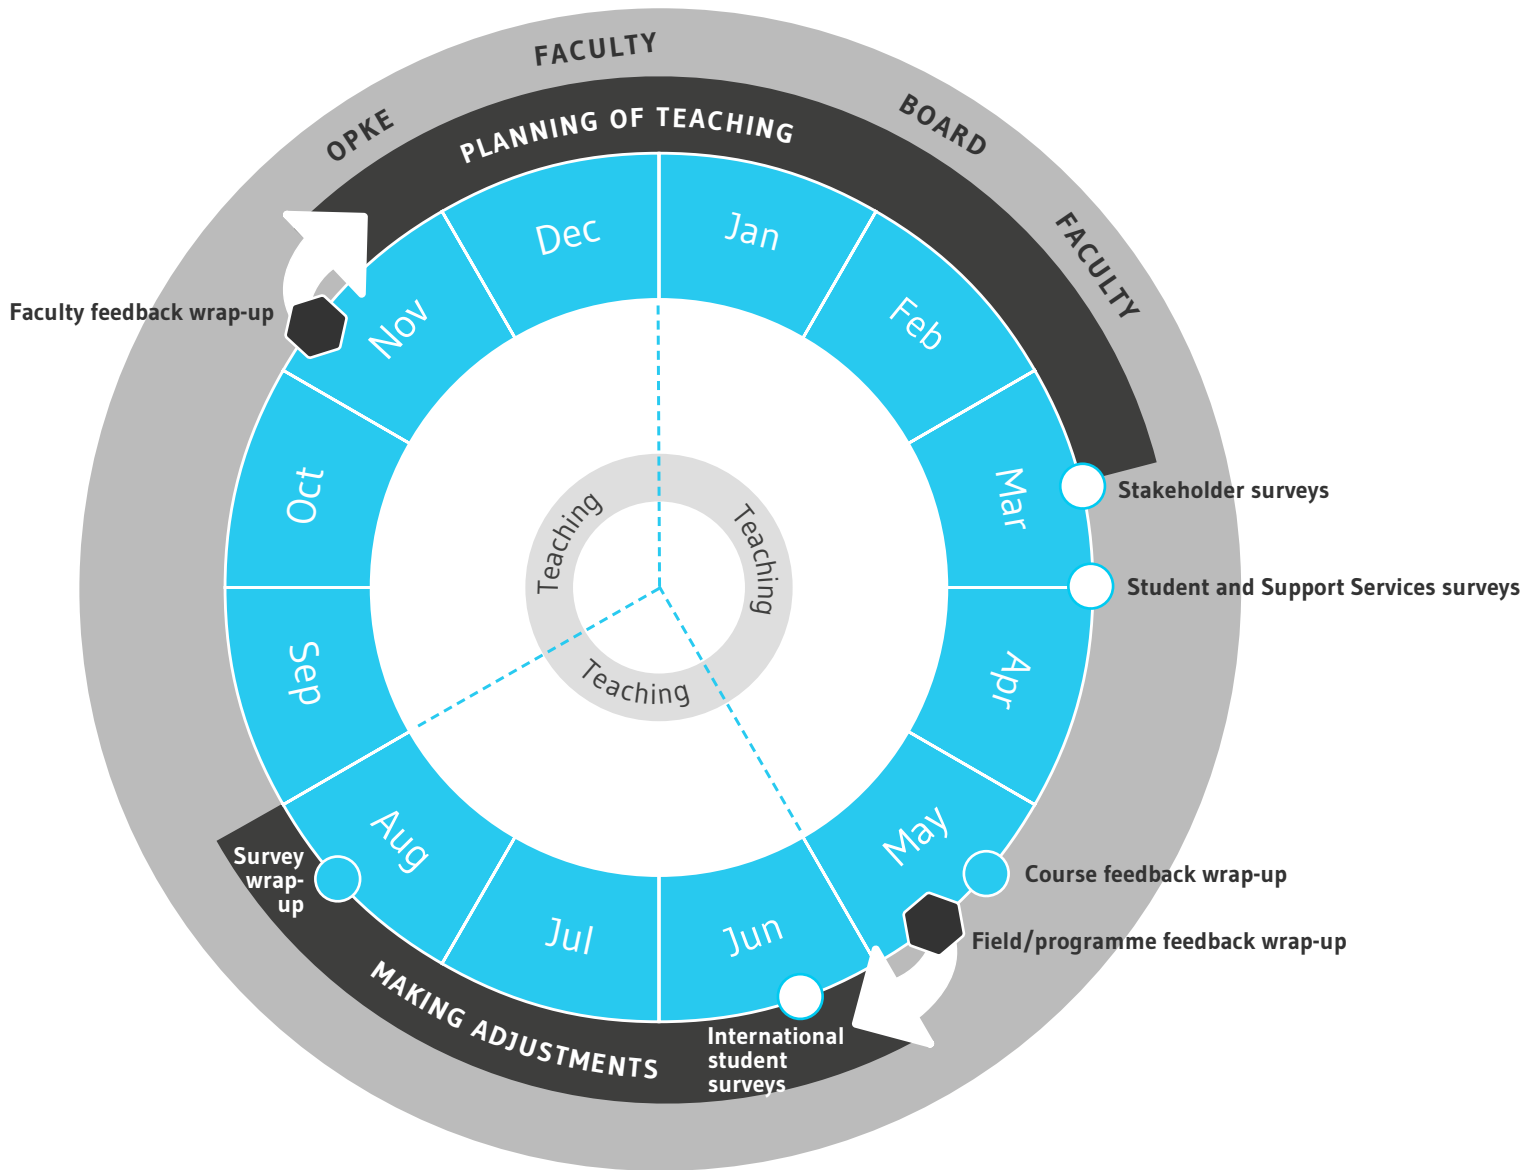 FACULTY
BOARD
OPKE
FACULTY
PLANNING OF TEACHING
Dec
Jan
Nov
Feb
Faculty feedback wrap-up
Oct
Mar
Stakeholder surveys
Teaching
Teaching
Student and Support Services surveys
Sep
Teaching
Apr
Aug
May
Survey
wrap-
up
Course feedback wrap-up
Jul
Jun
Field/programme feedback wrap-up
MAKING ADJUSTMENTS
International
student
surveys